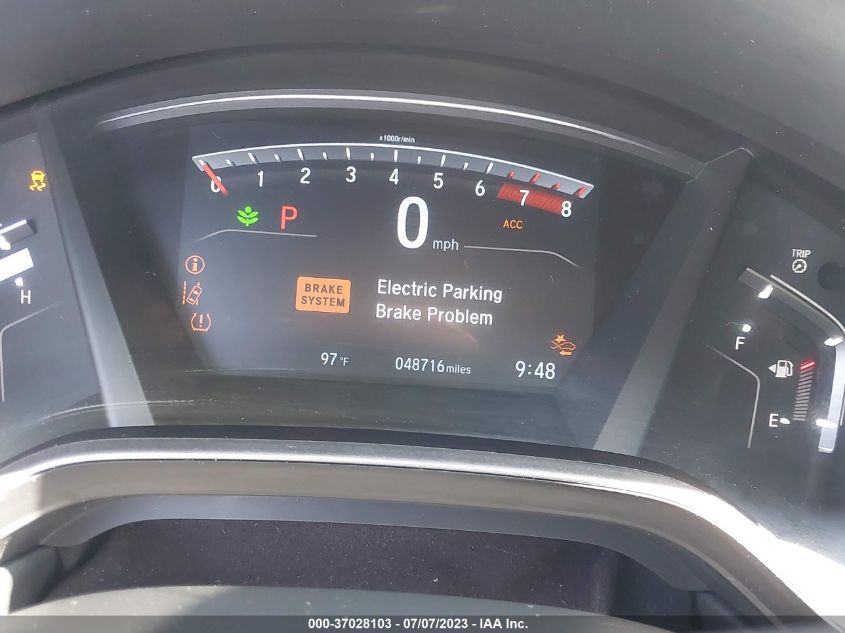 x1000r/min
0 1 2 3 4 5 6 7 8
P
0 mph
ACC
TRIP
H
BRAKE SYSTEM
Electric Parking
Brake Problem
F
E
97°F
048716 miles
9:48
000-37028103 - 07/07/2023 - IAA Inc.